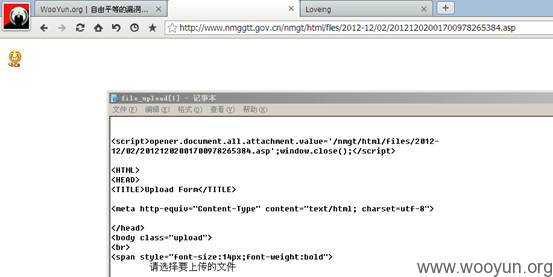 WooYun.org | 自由平等的漏洞...
Loveing
http://www.nmggtt.gov.cn/nmgt/html/files/2012-12/02/20121202001700978265384.asp
file_upload[1] - 记事本
文件(F) 编辑(E) 格式(O) 查看(V) 帮助(H)
<script>opener.document.all.attachment.value='/nmgt/html/files/2012-
12/02/20121202001700978265384.asp';window.close();</script>
<HTML>
<HEAD>
<TITLE>Upload Form</TITLE>
<meta http-equiv="Content-Type" content="text/html; charset=utf-8">
</head>
<body class="upload">
<br>
<span style="font-size:14px;font-weight:bold">
请选择要上传的文件
www.wooyun.org